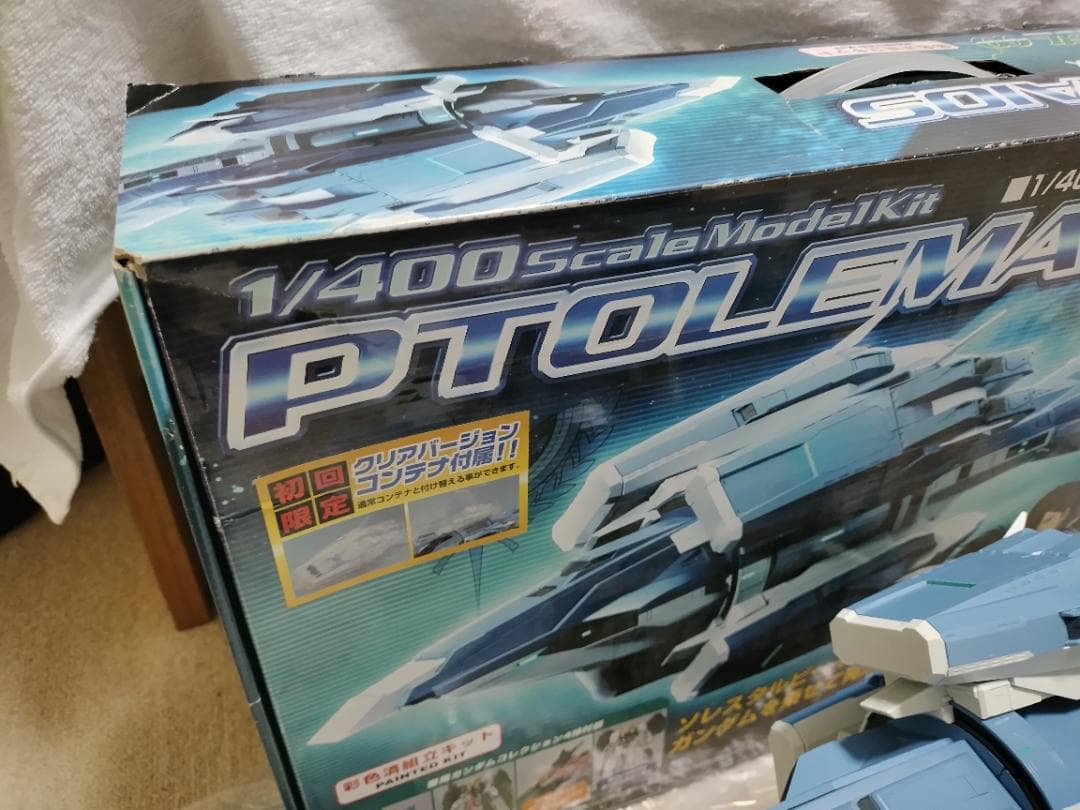 AIOS
1/400 Scale Model Kit
■1/40
PTOLEMA
初回
限定
クリアバージョン
コンテナ付属!!
通常コンテナと付け替える事ができます。
ソレスタルビ
ガンダムを
彩色済組立キット
PAINTED KIT